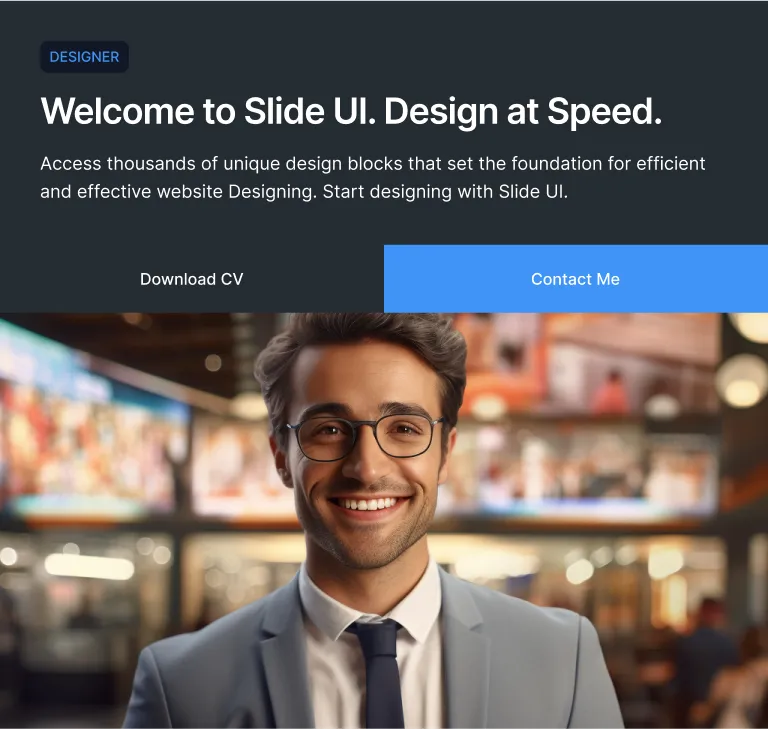 DESIGNER
Welcome to Slide UI. Design at Speed.
Access thousands of unique design blocks that set the foundation for efficient
and effective website Designing. Start designing with Slide UI.
Download CV
Contact Me